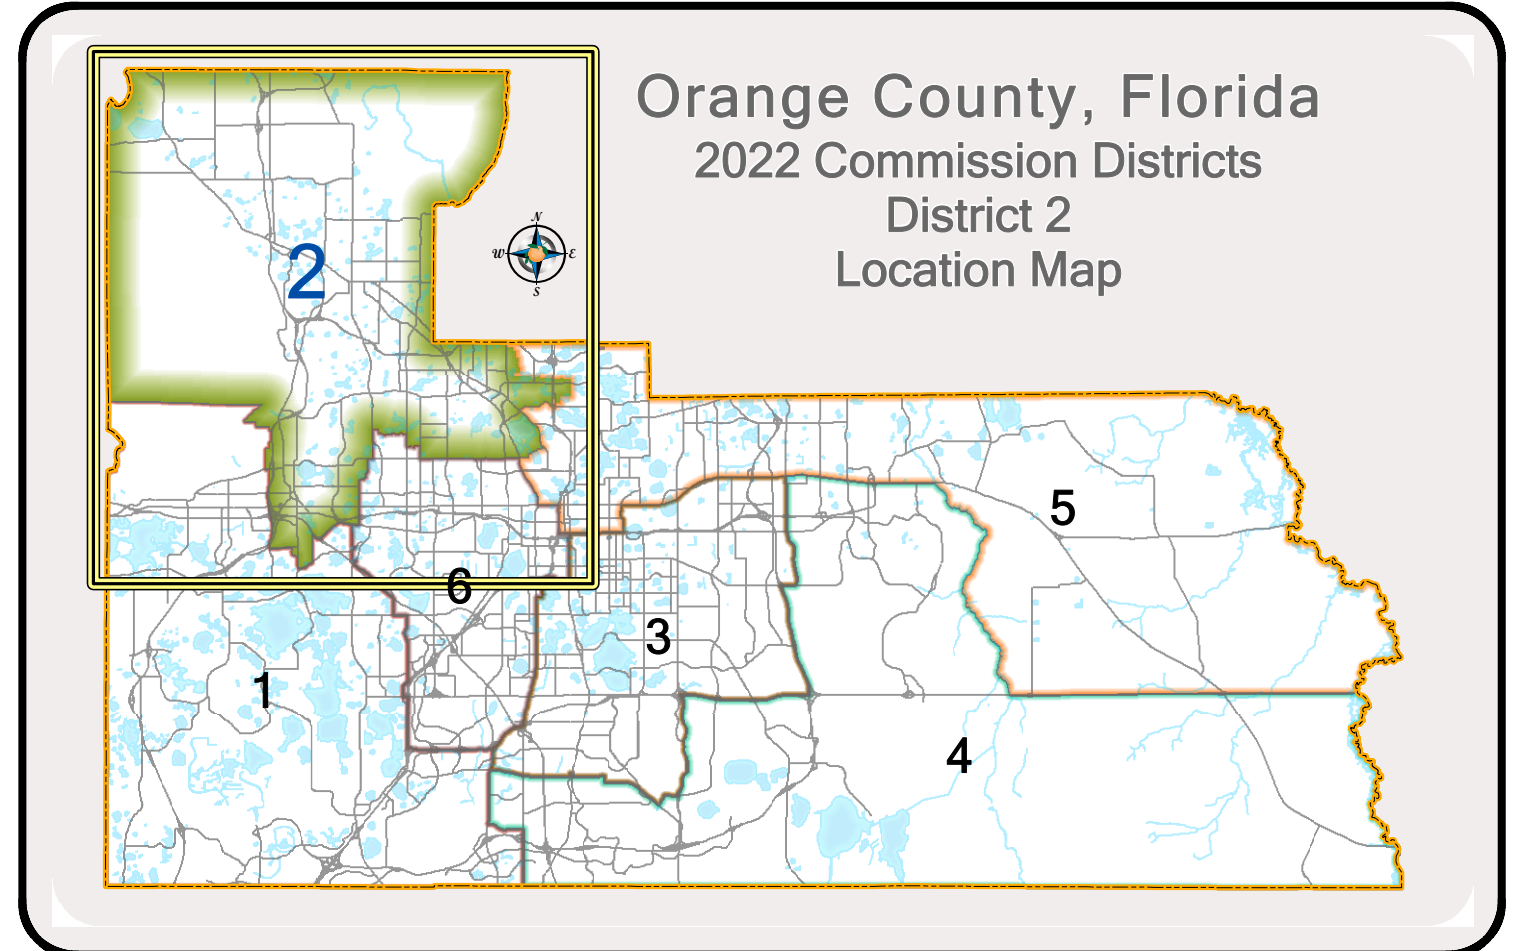 Orange County, Florida
2022 Commission Districts
District 2
Location Map
N
W
E
S
2
5
6
3
1
4